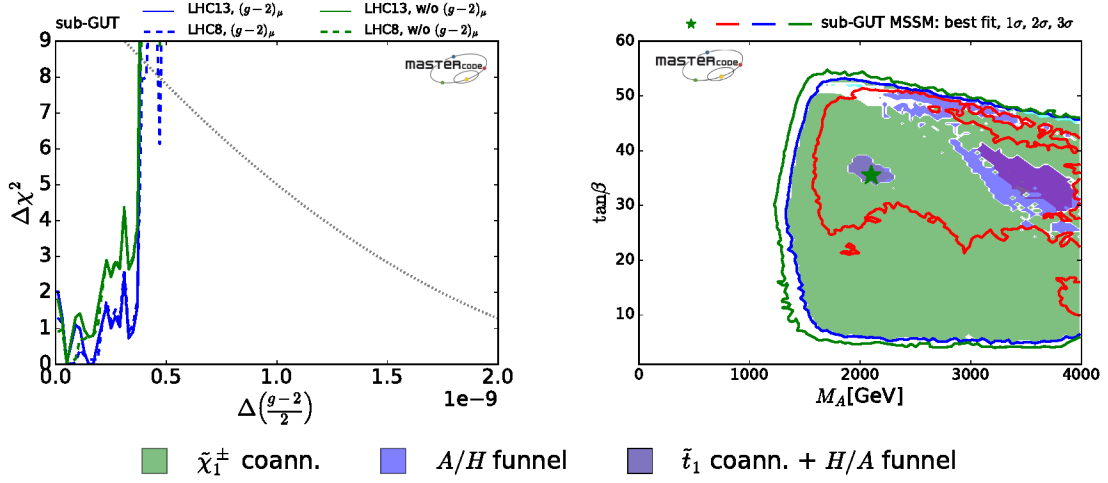 sub-GUT
LHC13, (g−2)μ
LHC8, (g−2)μ
LHC13, w/o (g−2)μ
LHC8, w/o (g−2)μ
MASTERCODE
9
8
7
6
5
4
3
2
1
0
Δχ²
0.0 0.5 1.0 1.5 2.0
1e−9
Δ(g−2/2)
sub-GUT MSSM: best fit, 1σ, 2σ, 3σ
MASTERCODE
60
50
40
30
20
10
tanβ
0 1000 2000 3000 4000
M_A[GeV]
χ̃₁± coann.
A/H funnel
t̃₁ coann. + H/A funnel